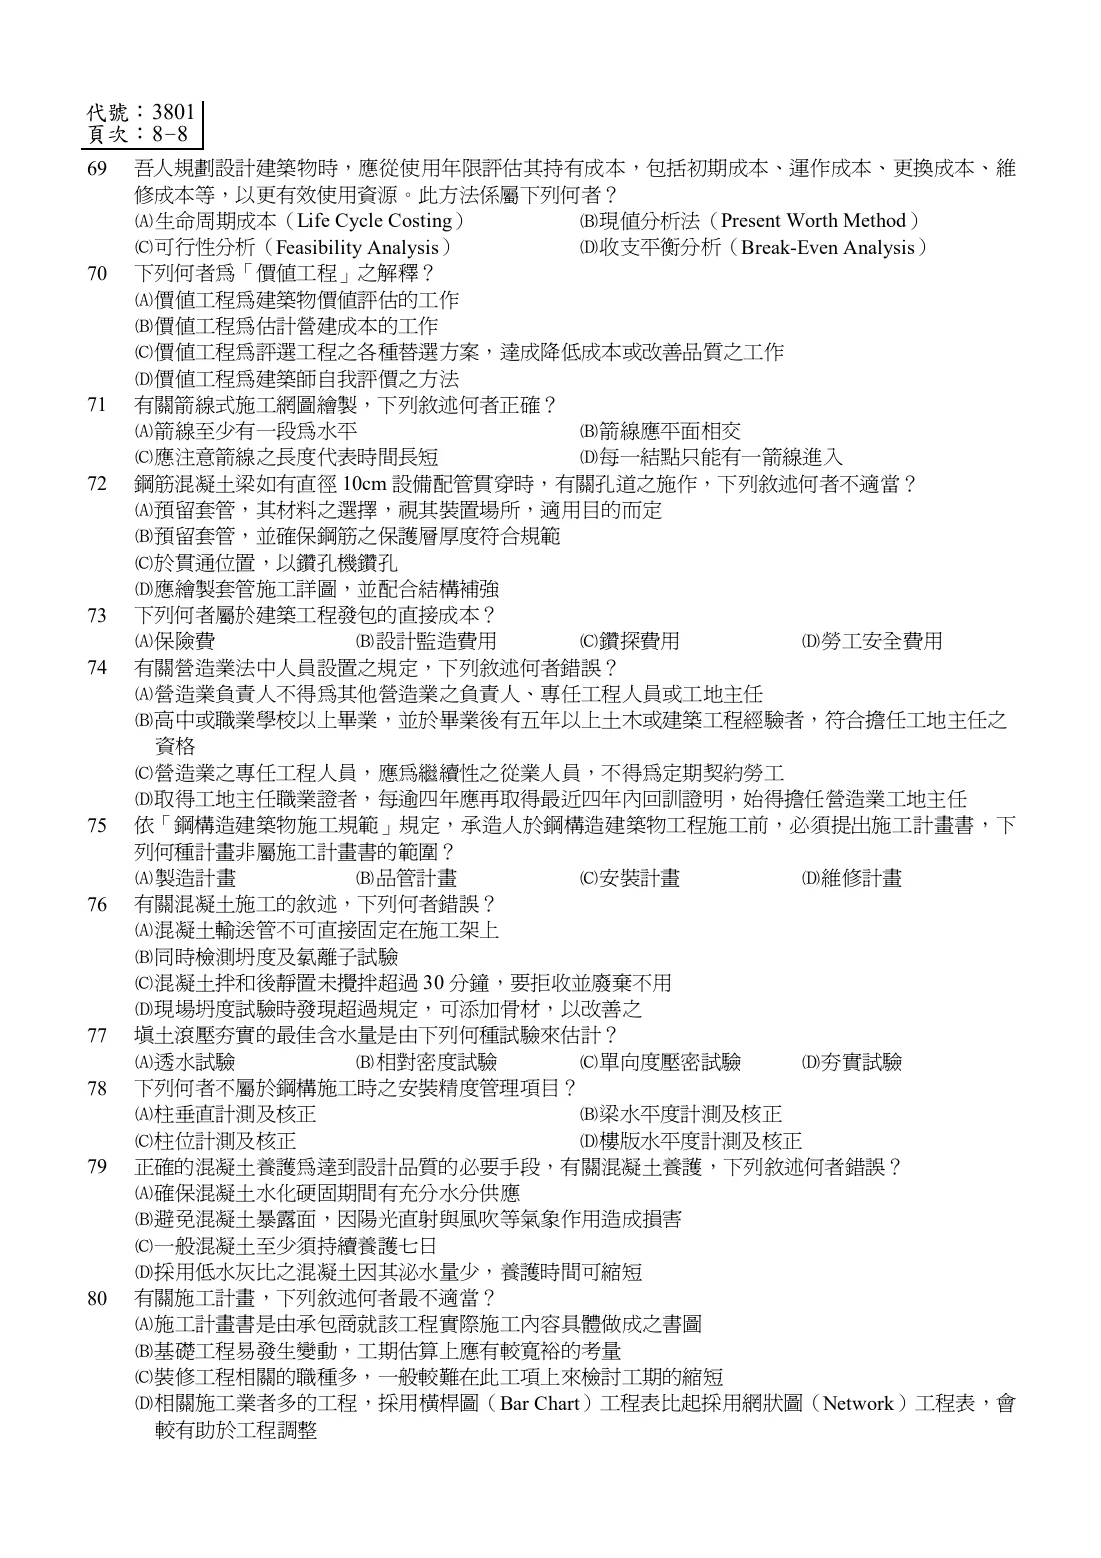 代號：3801
頁次：8-8
69 吾人規劃設計建築物時，應從使用年限評估其持有成本，包括初期成本、運作成本、更換成本、維
修成本等，以更有效使用資源。此方法係屬下列何者？
(A)生命周期成本（Life Cycle Costing） (B)現值分析法（Present Worth Method）
(C)可行性分析（Feasibility Analysis） (D)收支平衡分析（Break-Even Analysis）
70 下列何者為「價值工程」之解釋？
(A)價值工程為建築物價值評估的工作
(B)價值工程為估計營建成本的工作
(C)價值工程為評選工程之各種替選方案，達成降低成本或改善品質之工作
(D)價值工程為建築師自我評價之方法
71 有關箭線式施工網圖繪製，下列敘述何者正確？
(A)箭線至少有一段為水平 (B)箭線應平面相交
(C)應注意箭線之長度代表時間長短 (D)每一結點只能有一箭線進入
72 鋼筋混凝土梁如有直徑 10cm 設備配管貫穿時，有關孔道之施作，下列敘述何者不適當？
(A)預留套管，其材料之選擇，視其裝置場所，適用目的而定
(B)預留套管，並確保鋼筋之保護層厚度符合規範
(C)於貫通位置，以鑽孔機鑽孔
(D)應繪製套管施工詳圖，並配合結構補強
73 下列何者屬於建築工程發包的直接成本？
(A)保險費 (B)設計監造費用 (C)鑽探費用 (D)勞工安全費用
74 有關營造業法中人員設置之規定，下列敘述何者錯誤？
(A)營造業負責人不得為其他營造業之負責人、專任工程人員或工地主任
(B)高中或職業學校以上畢業，並於畢業後有五年以上土木或建築工程經驗者，符合擔任工地主任之
資格
(C)營造業之專任工程人員，應為繼續性之從業人員，不得為定期契約勞工
(D)取得工地主任職業證者，每逾四年應再取得最近四年內回訓證明，始得擔任營造業工地主任
75 依「鋼構造建築物施工規範」規定，承造人於鋼構造建築物工程施工前，必須提出施工計畫書，下
列何種計畫非屬施工計畫書的範圍？
(A)製造計畫 (B)品管計畫 (C)安裝計畫 (D)維修計畫
76 有關混凝土施工的敘述，下列何者錯誤？
(A)混凝土輸送管不可直接固定在施工架上
(B)同時檢測坍度及氯離子試驗
(C)混凝土拌和後靜置未攪拌超過 30 分鐘，要拒收並廢棄不用
(D)現場坍度試驗時發現超過規定，可添加骨材，以改善之
77 填土滾壓夯實的最佳含水量是由下列何種試驗來估計？
(A)透水試驗 (B)相對密度試驗 (C)單向度壓密試驗 (D)夯實試驗
78 下列何者不屬於鋼構施工時之安裝精度管理項目？
(A)柱垂直計測及核正 (B)梁水平度計測及核正
(C)柱位計測及核正 (D)樓版水平度計測及核正
79 正確的混凝土養護為達到設計品質的必要手段，有關混凝土養護，下列敘述何者錯誤？
(A)確保混凝土水化硬固期間有充分水分供應
(B)避免混凝土暴露面，因陽光直射與風吹等氣象作用造成損害
(C)一般混凝土至少須持續養護七日
(D)採用低水灰比之混凝土因其泌水量少，養護時間可縮短
80 有關施工計畫，下列敘述何者最不適當？
(A)施工計畫書是由承包商就該工程實際施工內容具體做成之書圖
(B)基礎工程易發生變動，工期估算上應有較寬裕的考量
(C)裝修工程相關的職種多，一般較難在此工項上來檢討工期的縮短
(D)相關施工業者多的工程，採用橫桿圖（Bar Chart）工程表比起採用網狀圖（Network）工程表，會
較有助於工程調整